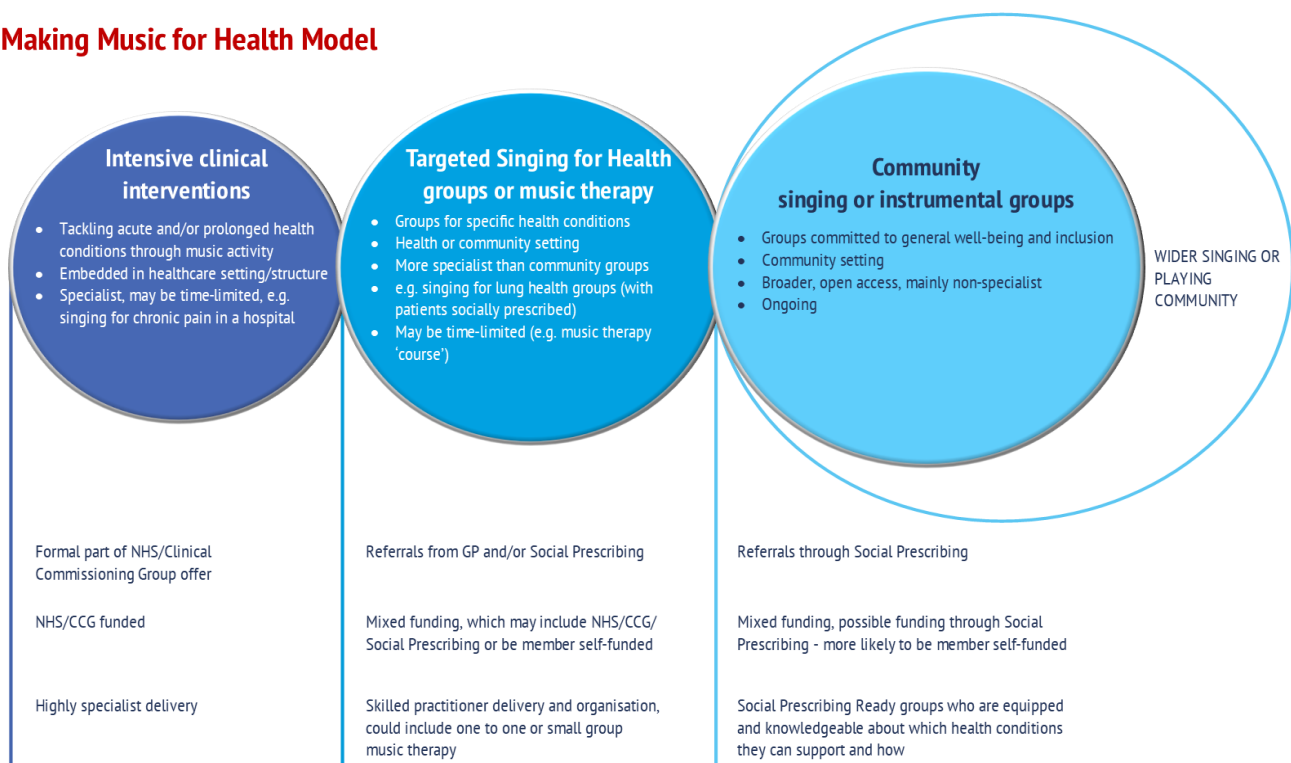 Making Music for Health Model
Intensive clinical
interventions
• Tackling acute and/or prolonged health
conditions through music activity
• Embedded in healthcare setting/structure
• Specialist, may be time-limited, e.g.
singing for chronic pain in a hospital
Targeted Singing for Health
groups or music therapy
• Groups for specific health conditions
• Health or community setting
• More specialist than community groups
• e.g. singing for lung health groups (with
patients socially prescribed)
• May be time-limited (e.g. music therapy
‘course’)
Community
singing or instrumental groups
• Groups committed to general well-being and inclusion
• Community setting
• Broader, open access, mainly non-specialist
• Ongoing
WIDER SINGING OR
PLAYING
COMMUNITY
Formal part of NHS/Clinical
Commissioning Group offer
Referrals from GP and/or Social Prescribing
Referrals through Social Prescribing
NHS/CCG funded
Mixed funding, which may include NHS/CCG/
Social Prescribing or be member self-funded
Mixed funding, possible funding through Social
Prescribing - more likely to be member self-funded
Highly specialist delivery
Skilled practitioner delivery and organisation,
could include one to one or small group
music therapy
Social Prescribing Ready groups who are equipped
and knowledgeable about which health conditions
they can support and how